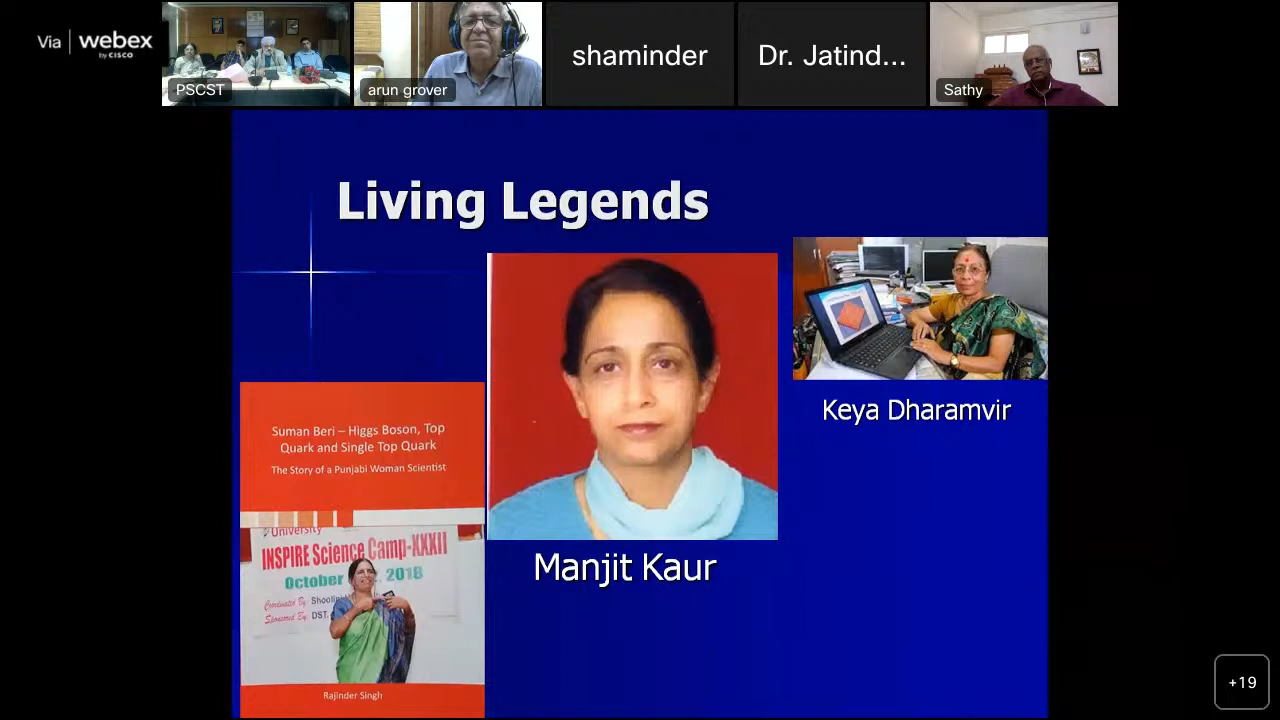 Via webex
by CISCO
PSCST
arun grover
shaminder
Dr. Jatind...
Sathy
Living Legends
Keya Dharamvir
Suman Beri – Higgs Boson, Top
Quark and Single Top Quark
The Story of a Punjabi Woman Scientist
University
INSPIRE Science Camp-XXXII
October 2018
Coordinated By: Shoolini
Sponsored By: DST,
Rajinder Singh
Manjit Kaur
+19